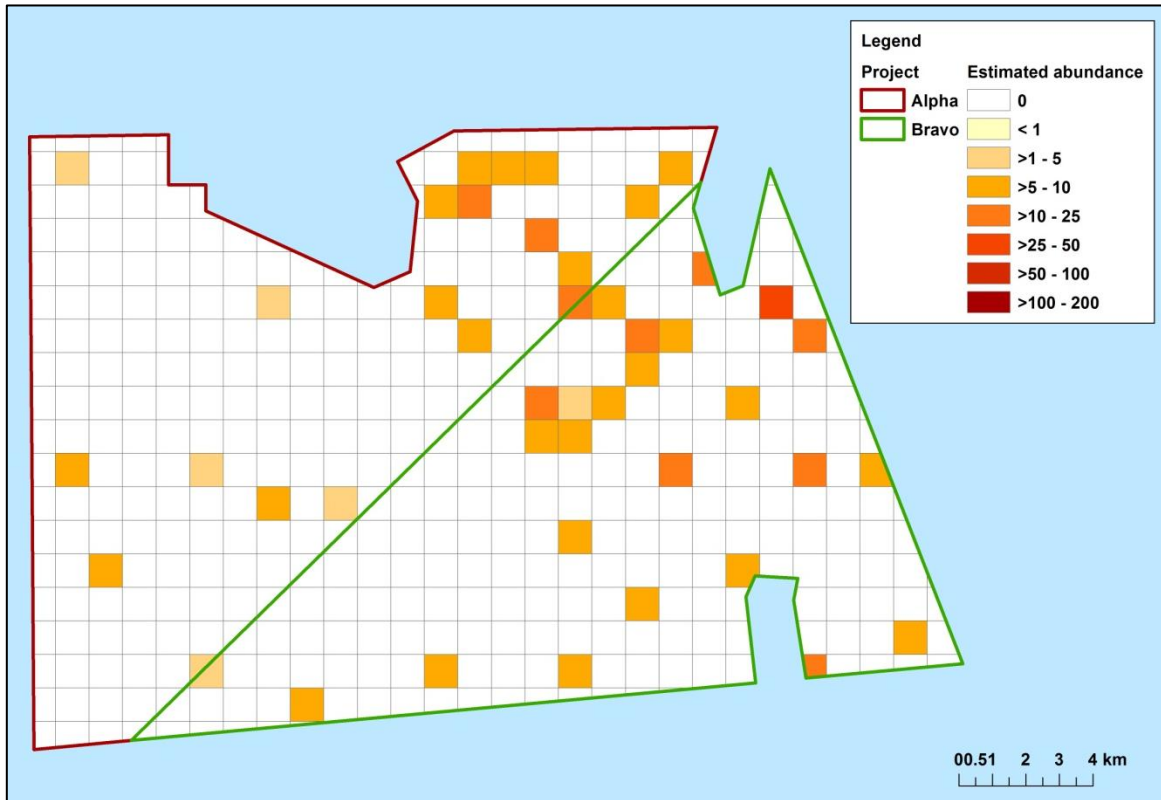 Legend
Project Estimated abundance
Alpha 0
Bravo < 1
>1 - 5
>5 - 10
>10 - 25
>25 - 50
>50 - 100
>100 - 200
00.51 2 3 4 km